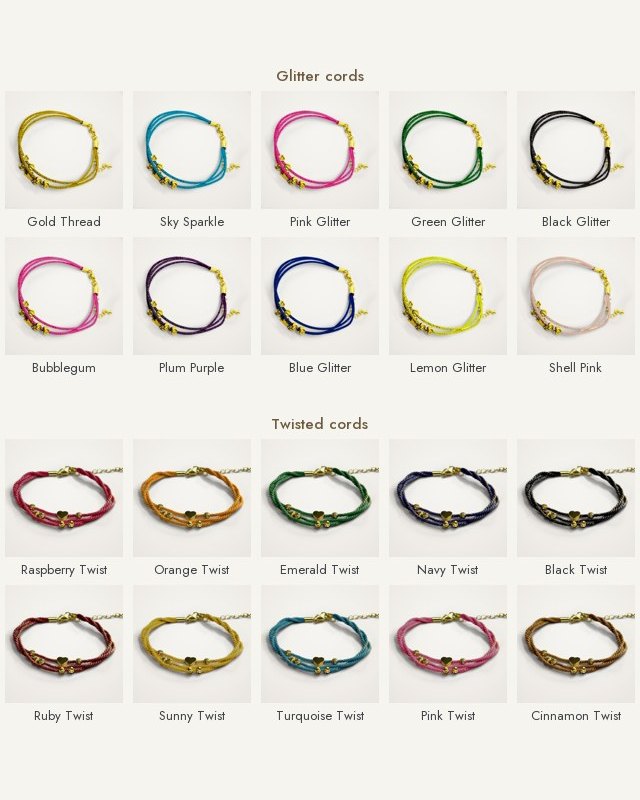 Glitter cords
Gold Thread
Sky Sparkle
Pink Glitter
Green Glitter
Black Glitter
Bubblegum
Plum Purple
Blue Glitter
Lemon Glitter
Shell Pink
Twisted cords
Raspberry Twist
Orange Twist
Emerald Twist
Navy Twist
Black Twist
Ruby Twist
Sunny Twist
Turquoise Twist
Pink Twist
Cinnamon Twist